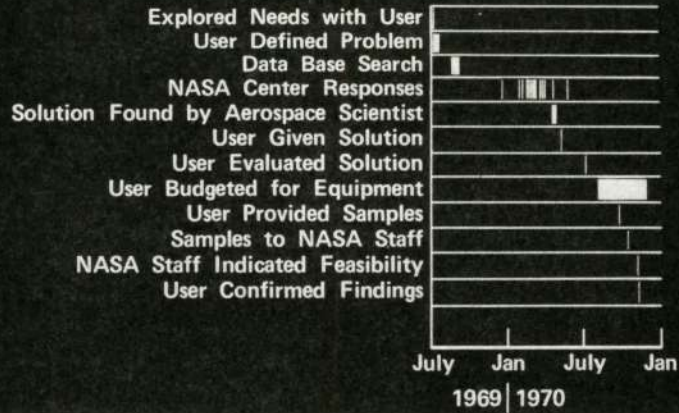 Explored Needs with User
User Defined Problem
Data Base Search
NASA Center Responses
Solution Found by Aerospace Scientist
User Given Solution
User Evaluated Solution
User Budgeted for Equipment
User Provided Samples
Samples to NASA Staff
NASA Staff Indicated Feasibility
User Confirmed Findings
July Jan July Jan
1969 | 1970